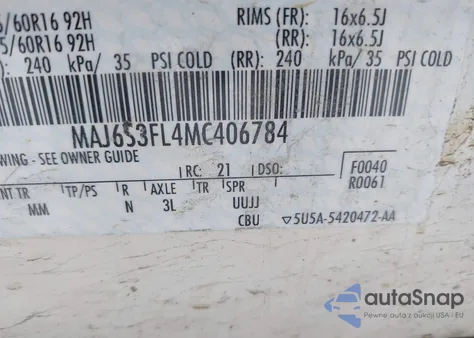 /60R16 92H RIMS (FR): 16x6.5J
5/60R16 92H (RR): 16x6.5J
): 240 kPa/ 35 PSI COLD (RR): 240 kPa/ 35 PSI COLD
MAJ6S3FL4MC406784
WING - SEE OWNER GUIDE
RC: 21 DSO: F0040
R0061
NT TR TP/PS R AXLE TR SPR
MM N 3L UUJJ
CBU ▽5U5A-5420472-AA
autoSnap
Pewne auta z aukcji USA i EU